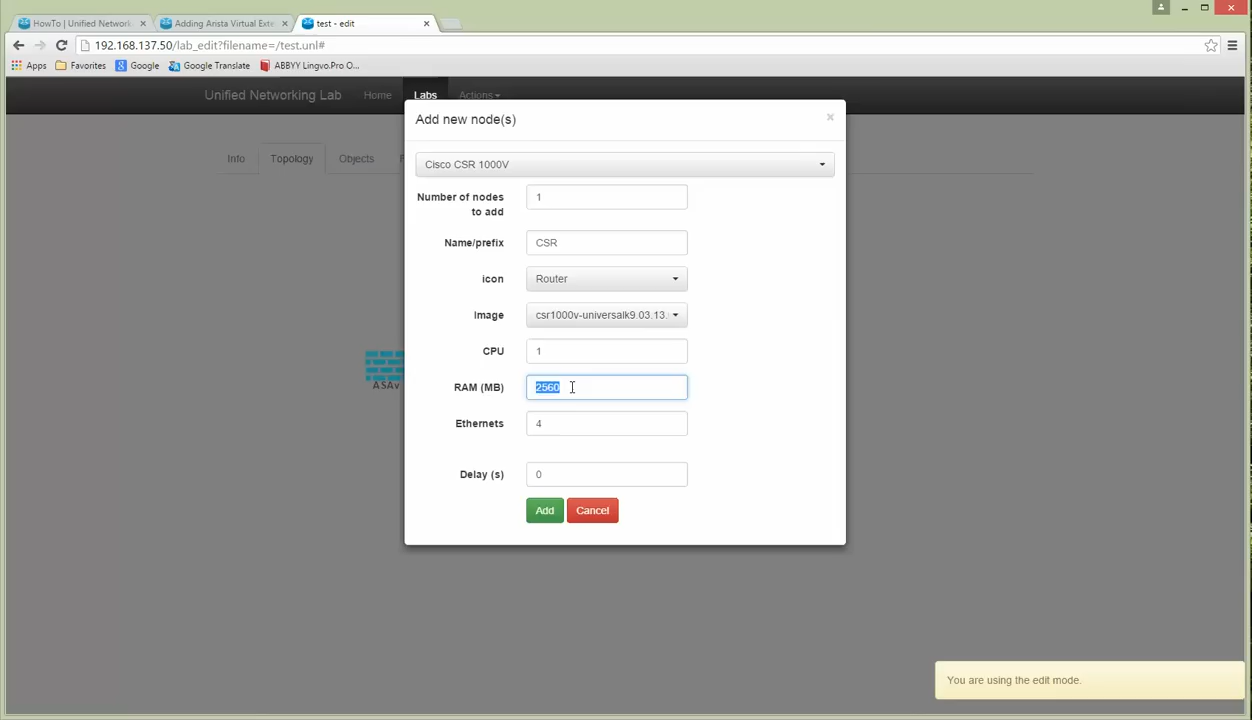 HowTo | Unified Network
Adding Arista Virtual Exte
test - edit
192.168.137.50/lab_edit?filename=/test.unl#
Apps Favorites Google Google Translate ABBYY Lingvo.Pro O...
Unified Networking Lab Home Labs Actions
Add new node(s)
×
Info Topology Objects
Cisco CSR 1000V
Number of nodes
to add
1
Name/prefix CSR
icon Router
Image csr1000v-universalk9.03.13.
CPU 1
RAM (MB) 2560
Ethernets 4
Delay (s) 0
Add Cancel
ASAv
You are using the edit mode.